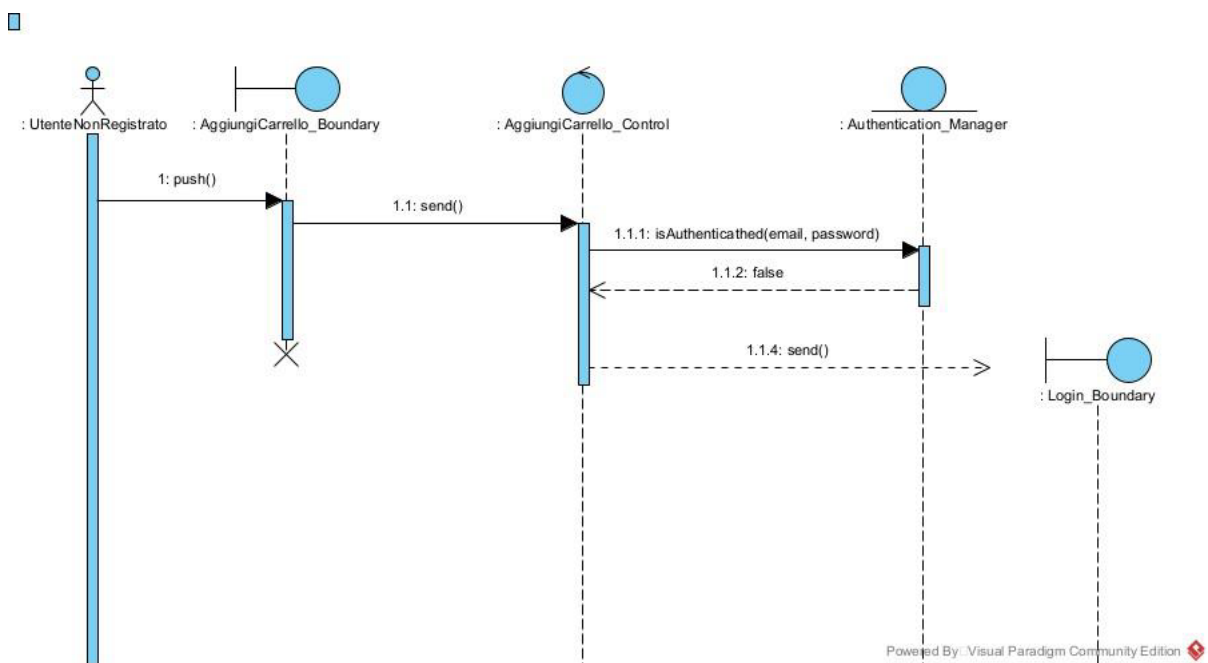 : UtenteNonRegistrato
: AggiungiCarrello_Boundary
: AggiungiCarrello_Control
: Authentication_Manager
1: push()
1.1: send()
1.1.1: isAuthenticathed(email, password)
1.1.2: false
1.1.4: send()
: Login_Boundary
Powered By Visual Paradigm Community Edition